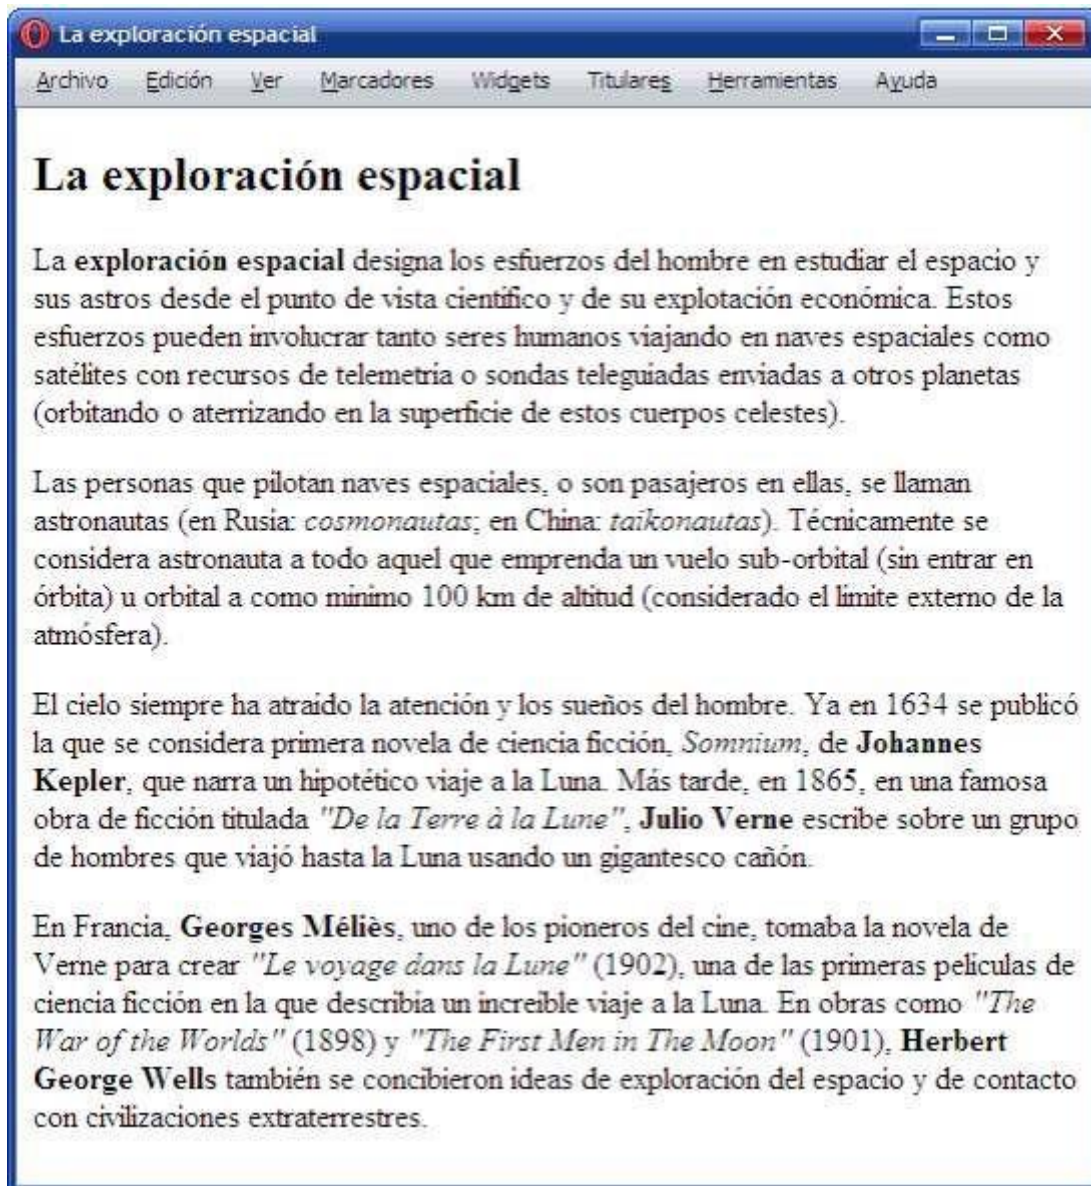 La exploración espacial
Archivo Edición Ver Marcadores Widgets Titulares Herramientas Ayuda
La exploración espacial
La exploración espacial designa los esfuerzos del hombre en estudiar el espacio y
sus astros desde el punto de vista científico y de su explotación económica. Estos
esfuerzos pueden involucrar tanto seres humanos viajando en naves espaciales como
satélites con recursos de telemetría o sondas teleguiadas enviadas a otros planetas
(orbitando o aterrizando en la superficie de estos cuerpos celestes).
Las personas que pilotan naves espaciales, o son pasajeros en ellas, se llaman
astronautas (en Rusia: cosmonautas; en China: taikonautas). Técnicamente se
considera astronauta a todo aquel que emprenda un vuelo sub-orbital (sin entrar en
órbita) u orbital a como mínimo 100 km de altitud (considerado el límite externo de la
atmósfera).
El cielo siempre ha atraído la atención y los sueños del hombre. Ya en 1634 se publicó
la que se considera primera novela de ciencia ficción, Somnium, de Johannes
Kepler, que narra un hipotético viaje a la Luna. Más tarde, en 1865, en una famosa
obra de ficción titulada "De la Terre à la Lune", Julio Verne escribe sobre un grupo
de hombres que viajó hasta la Luna usando un gigantesco cañón.
En Francia, Georges Méliès, uno de los pioneros del cine, tomaba la novela de
Verne para crear "Le voyage dans la Lune" (1902), una de las primeras películas de
ciencia ficción en la que describía un increíble viaje a la Luna. En obras como "The
War of the Worlds" (1898) y "The First Men in The Moon" (1901), Herbert
George Wells también se concibieron ideas de exploración del espacio y de contacto
con civilizaciones extraterrestres.